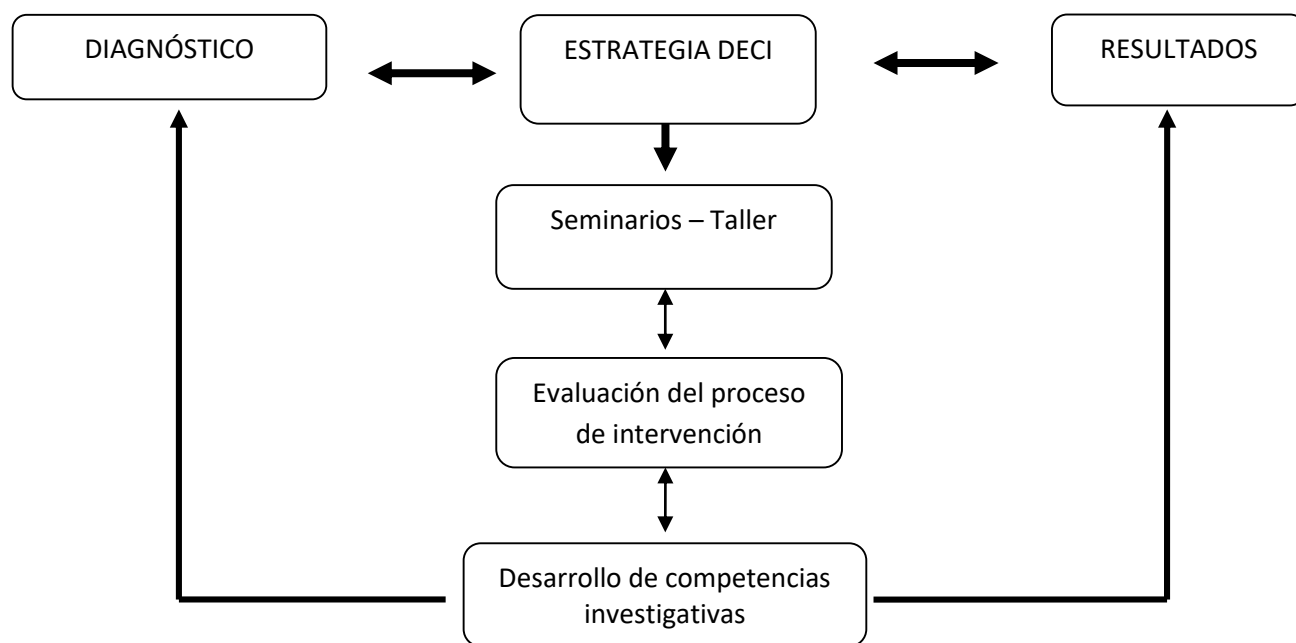 DIAGNÓSTICO
ESTRATEGIA DECI
RESULTADOS
Seminarios – Taller
Evaluación del proceso
de intervención
Desarrollo de competencias
investigativas